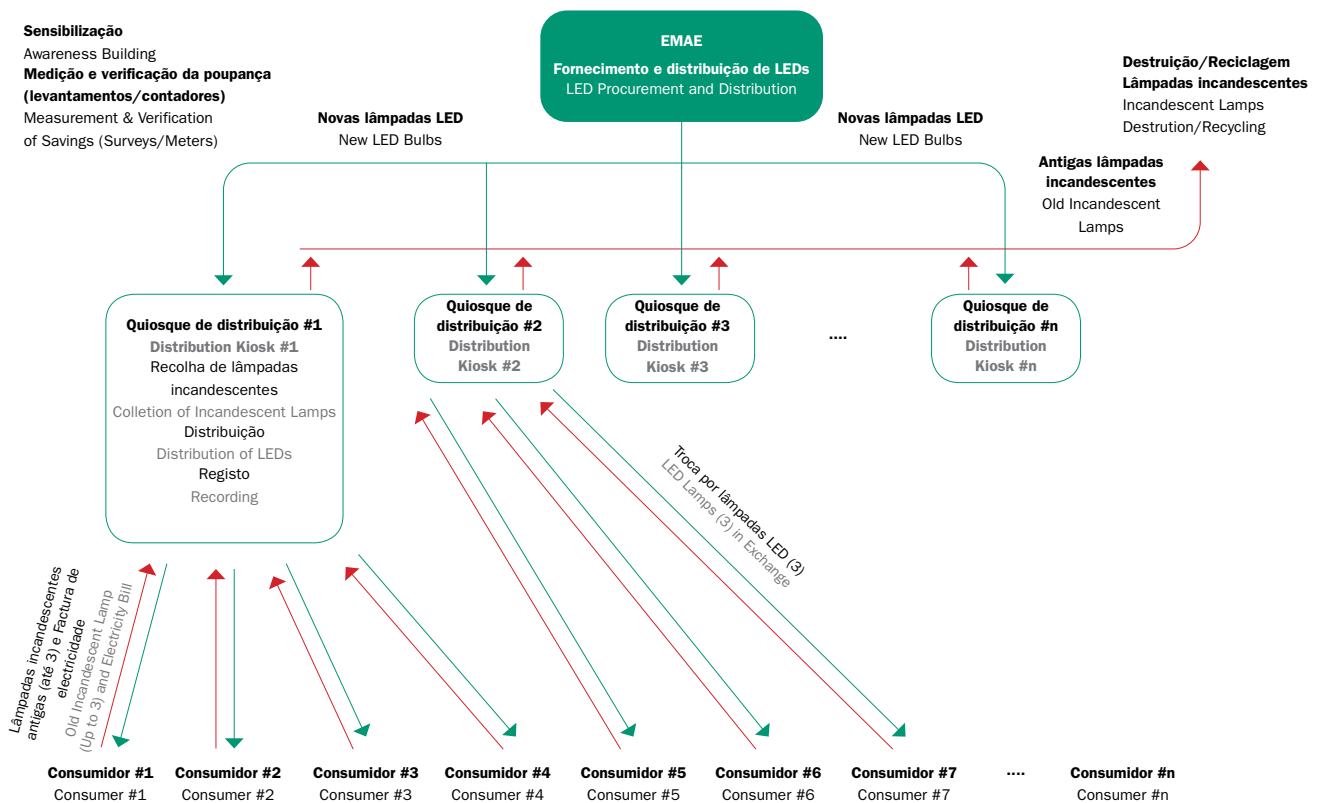 Sensibilização
Awareness Building
Medição e verificação da poupança
(levantamentos/contadores)
Measurement & Verification
of Savings (Surveys/Meters)
EMAE
Fornecimento e distribuição de LEDs
LED Procurement and Distribution
Destruição/Reciclagem
Lâmpadas incandescentes
Incandescent Lamps
Destrution/Recycling
Novas lâmpadas LED
New LED Bulbs
Novas lâmpadas LED
New LED Bulbs
Antigas lâmpadas
incandescentes
Old Incandescent
Lamps
Quiosque de distribuição #1
Distribution Kiosk #1
Recolha de lâmpadas
incandescentes
Colletion of Incandescent Lamps
Distribuição
Distribution of LEDs
Registo
Recording
Quiosque de
distribuição #2
Distribution
Kiosk #2
Quiosque de
distribuição #3
Distribution
Kiosk #3
....
Quiosque de
distribuição #n
Distribution
Kiosk #n
Troca por lâmpadas LED (3)
LED Lamps (3) in Exchange
Lâmpadas incandescentes
antigas (até 3) e Factura de
electricidade
Old Incandescent Lamp
(Up to 3) and Electricity Bill
Consumidor #1
Consumer #1
Consumidor #2
Consumer #2
Consumidor #3
Consumer #3
Consumidor #4
Consumer #4
Consumidor #5
Consumer #5
Consumidor #6
Consumer #6
Consumidor #7
Consumer #7
....
Consumidor #n
Consumer #n